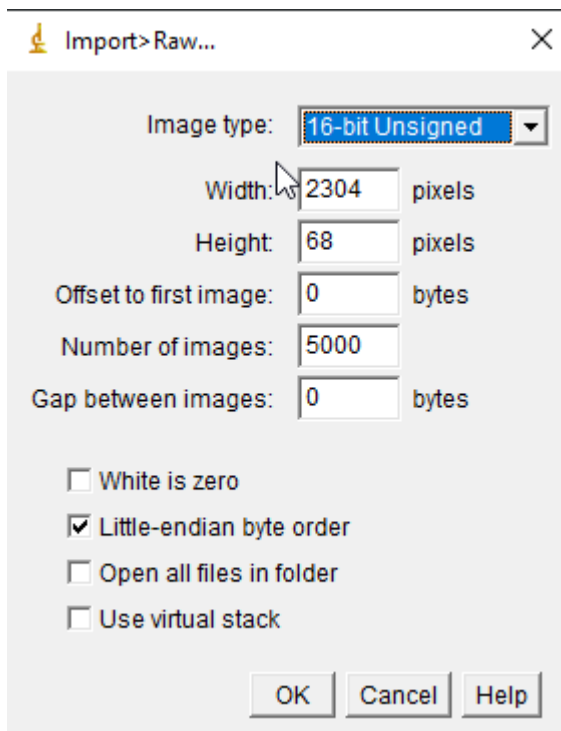 Import>Raw...
Image type: 16-bit Unsigned
Width: 2304 pixels
Height: 68 pixels
Offset to first image: 0 bytes
Number of images: 5000
Gap between images: 0 bytes
White is zero
Little-endian byte order
Open all files in folder
Use virtual stack
OK Cancel Help